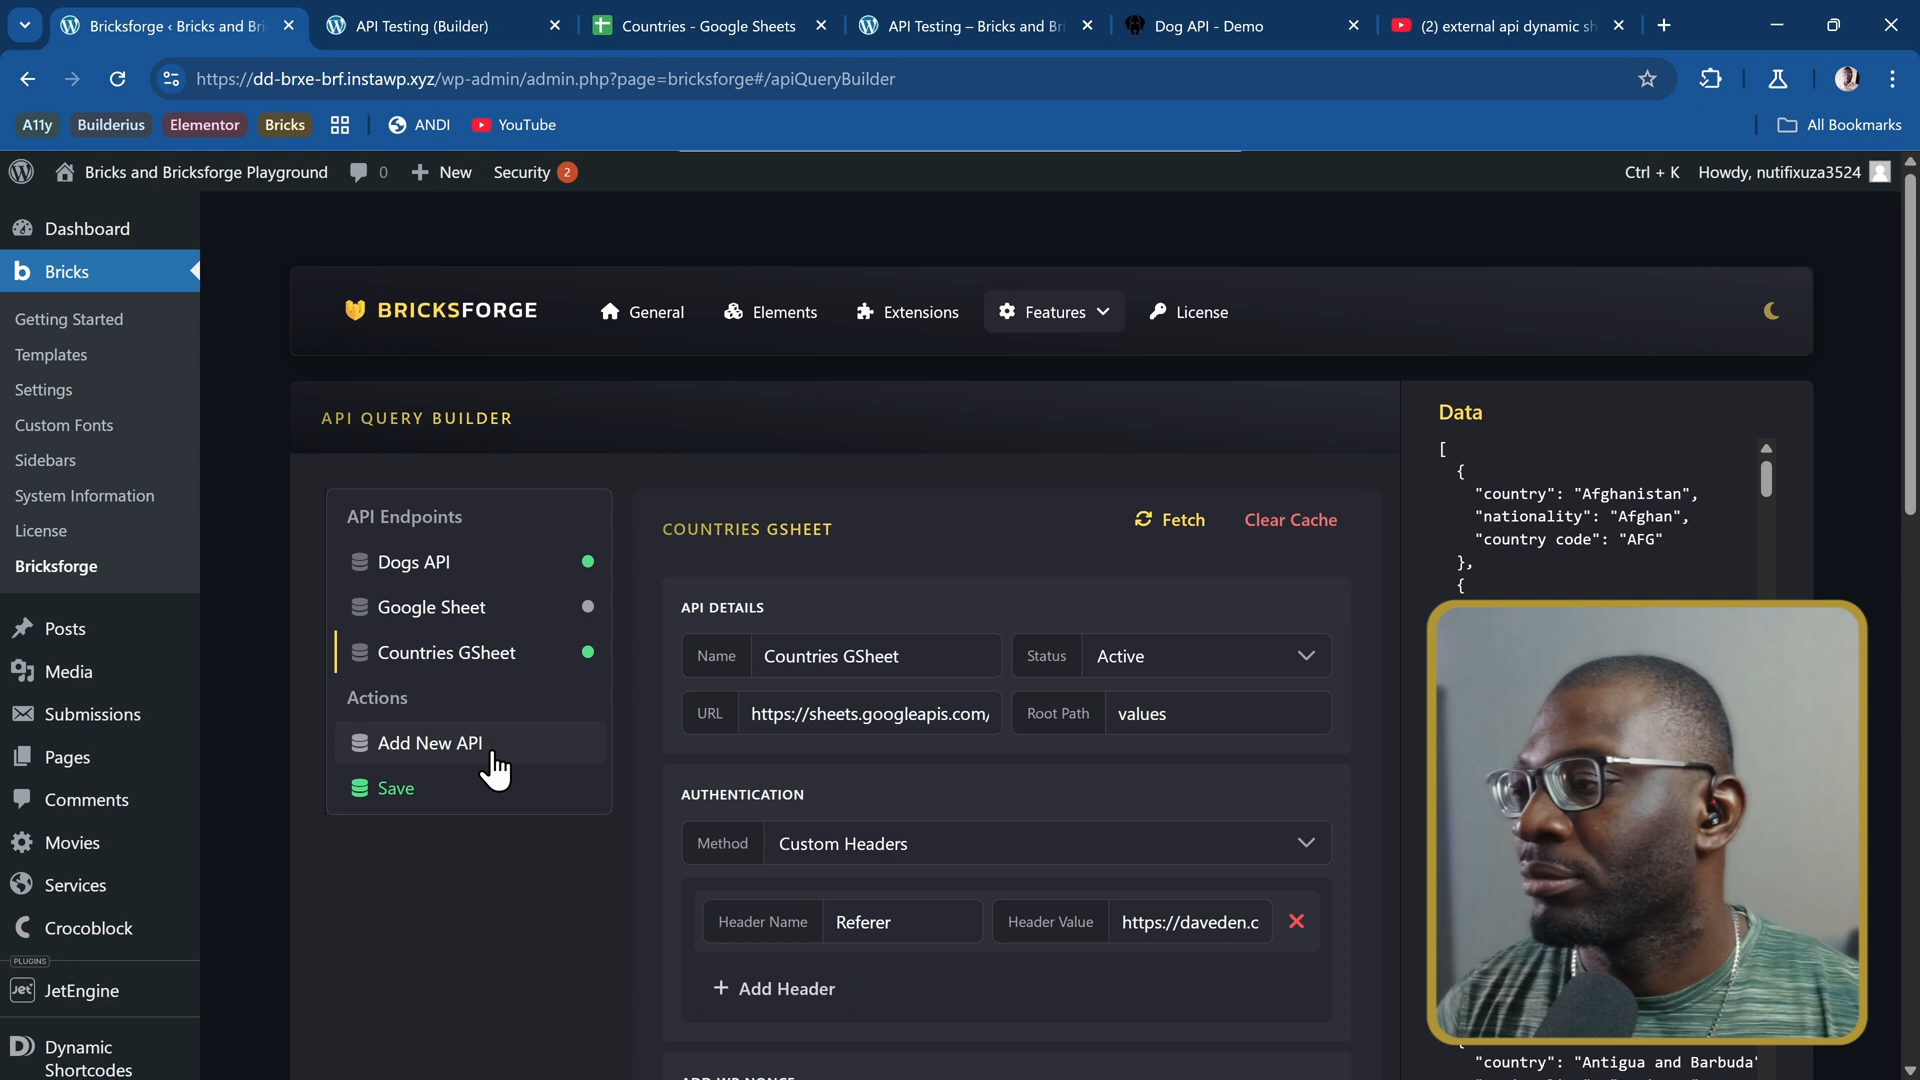 Bricksforge ‹ Bricks and Bri
API Testing (Builder)
Countries - Google Sheets
API Testing – Bricks and Bri
Dog API - Demo
(2) external api dynamic sh
https://dd-brxe-brf.instawp.xyz/wp-admin/admin.php?page=bricksforge#/apiQueryBuilder
A11y
Builderius
Elementor
Bricks
ANDI
YouTube
All Bookmarks
Bricks and Bricksforge Playground
0
New
Security 2
Ctrl + K
Howdy, nutifixuza3524
Dashboard
Bricks
Getting Started
Templates
Settings
Custom Fonts
Sidebars
System Information
License
Bricksforge
Posts
Media
Submissions
Pages
Comments
Movies
Services
Crocoblock
PLUGINS
JetEngine
Dynamic
Shortcodes
BRICKSFORGE
General
Elements
Extensions
Features
License
API QUERY BUILDER
API Endpoints
Dogs API
Google Sheet
Countries GSheet
Actions
Add New API
Save
COUNTRIES GSHEET
Fetch
Clear Cache
API DETAILS
Name Countries GSheet
Status Active
URL https://sheets.googleapis.com/
Root Path values
AUTHENTICATION
Method Custom Headers
Header Name Referer
Header Value https://daveden.c
+ Add Header
Data
[
{
"country": "Afghanistan",
"nationality": "Afghan",
"country code": "AFG"
},
{
"country": "Antigua and Barbuda"